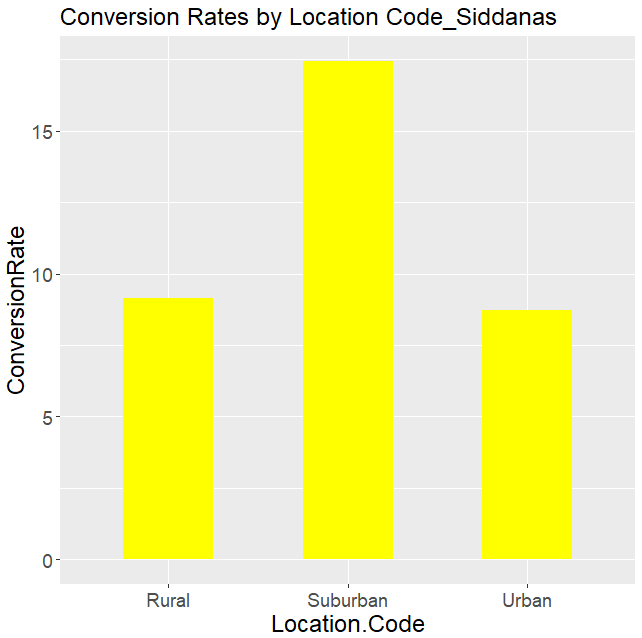 Conversion Rates by Location Code_Siddanas
ConversionRate
15
10
5
0
Rural Suburban Urban
Location.Code